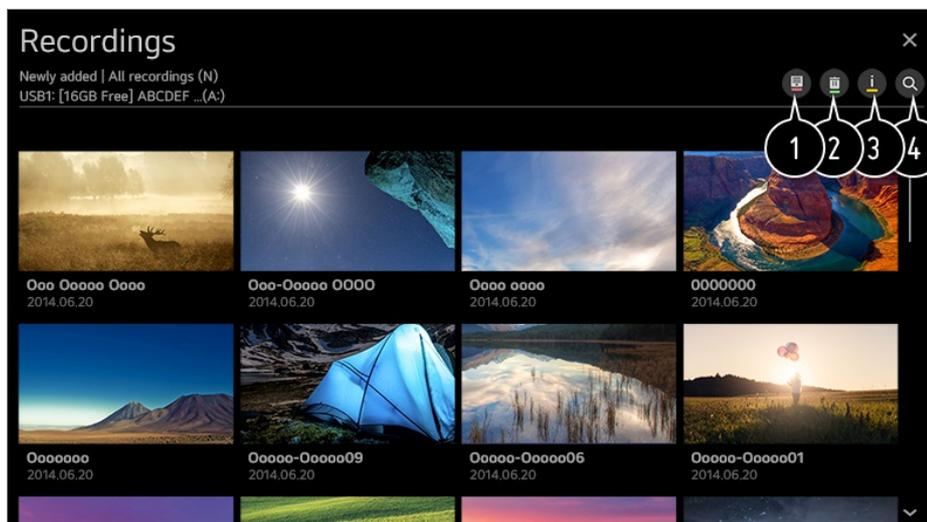 Recordings
Newly added | All recordings (N)
USB1: [16GB Free] ABCDEF ...(A:)
i
1
2
3
4
Ooo Ooooo Oooo
Ooo-Ooooo OOOO
Oooo oooo
OOOOOOO
2014.06.20
2014.06.20
2014.06.20
2014.06.20
Ooooooo
Ooooo-Ooooo09
Ooooo-Ooooo06
Ooooo-Ooooo01
2014.06.20
2014.06.20
2014.06.20
2014.06.20